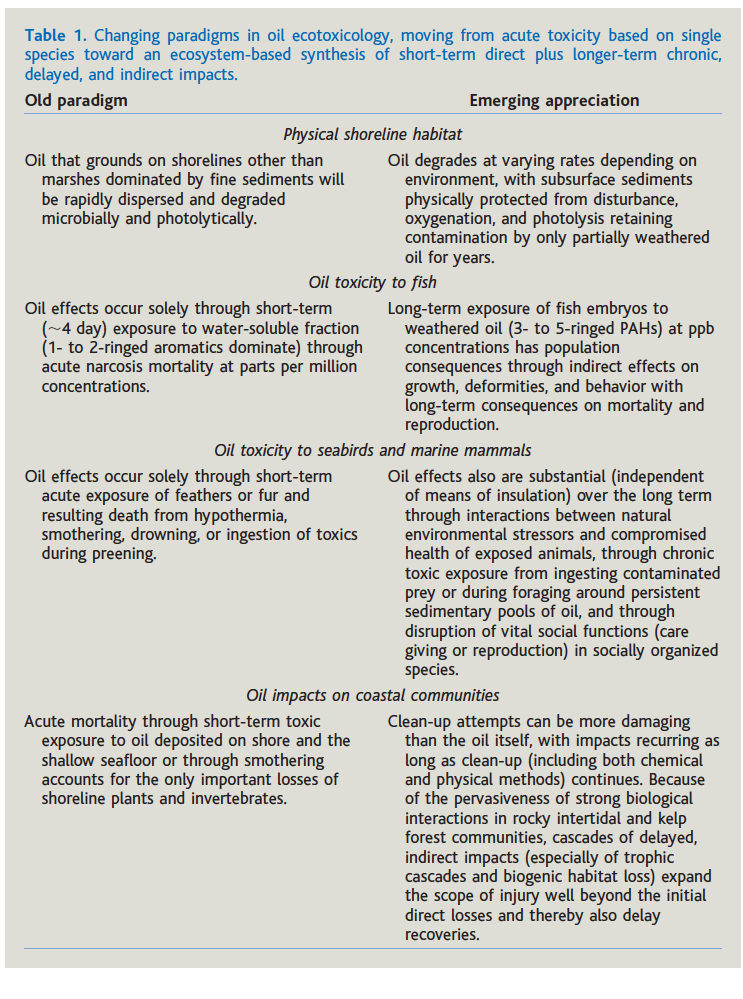 Table 1. Changing paradigms in oil ecotoxicology, moving from acute toxicity based on single
species toward an ecosystem-based synthesis of short-term direct plus longer-term chronic,
delayed, and indirect impacts.
Old paradigm
Emerging appreciation
Physical shoreline habitat
Oil that grounds on shorelines other than
marshes dominated by fine sediments will
be rapidly dispersed and degraded
microbially and photolytically.
Oil degrades at varying rates depending on
environment, with subsurface sediments
physically protected from disturbance,
oxygenation, and photolysis retaining
contamination by only partially weathered
oil for years.
Oil toxicity to fish
Oil effects occur solely through short-term
(~4 day) exposure to water-soluble fraction
(1- to 2-ringed aromatics dominate) through
acute narcosis mortality at parts per million
concentrations.
Long-term exposure of fish embryos to
weathered oil (3- to 5-ringed PAHs) at ppb
concentrations has population
consequences through indirect effects on
growth, deformities, and behavior with
long-term consequences on mortality and
reproduction.
Oil toxicity to seabirds and marine mammals
Oil effects occur solely through short-term
acute exposure of feathers or fur and
resulting death from hypothermia,
smothering, drowning, or ingestion of toxics
during preening.
Oil effects also are substantial (independent
of means of insulation) over the long term
through interactions between natural
environmental stressors and compromised
health of exposed animals, through chronic
toxic exposure from ingesting contaminated
prey or during foraging around persistent
sedimentary pools of oil, and through
disruption of vital social functions (care
giving or reproduction) in socially organized
species.
Oil impacts on coastal communities
Acute mortality through short-term toxic
exposure to oil deposited on shore and the
shallow seafloor or through smothering
accounts for the only important losses of
shoreline plants and invertebrates.
Clean-up attempts can be more damaging
than the oil itself, with impacts recurring as
long as clean-up (including both chemical
and physical methods) continues. Because
of the pervasiveness of strong biological
interactions in rocky intertidal and kelp
forest communities, cascades of delayed,
indirect impacts (especially of trophic
cascades and biogenic habitat loss) expand
the scope of injury well beyond the initial
direct losses and thereby also delay
recoveries.